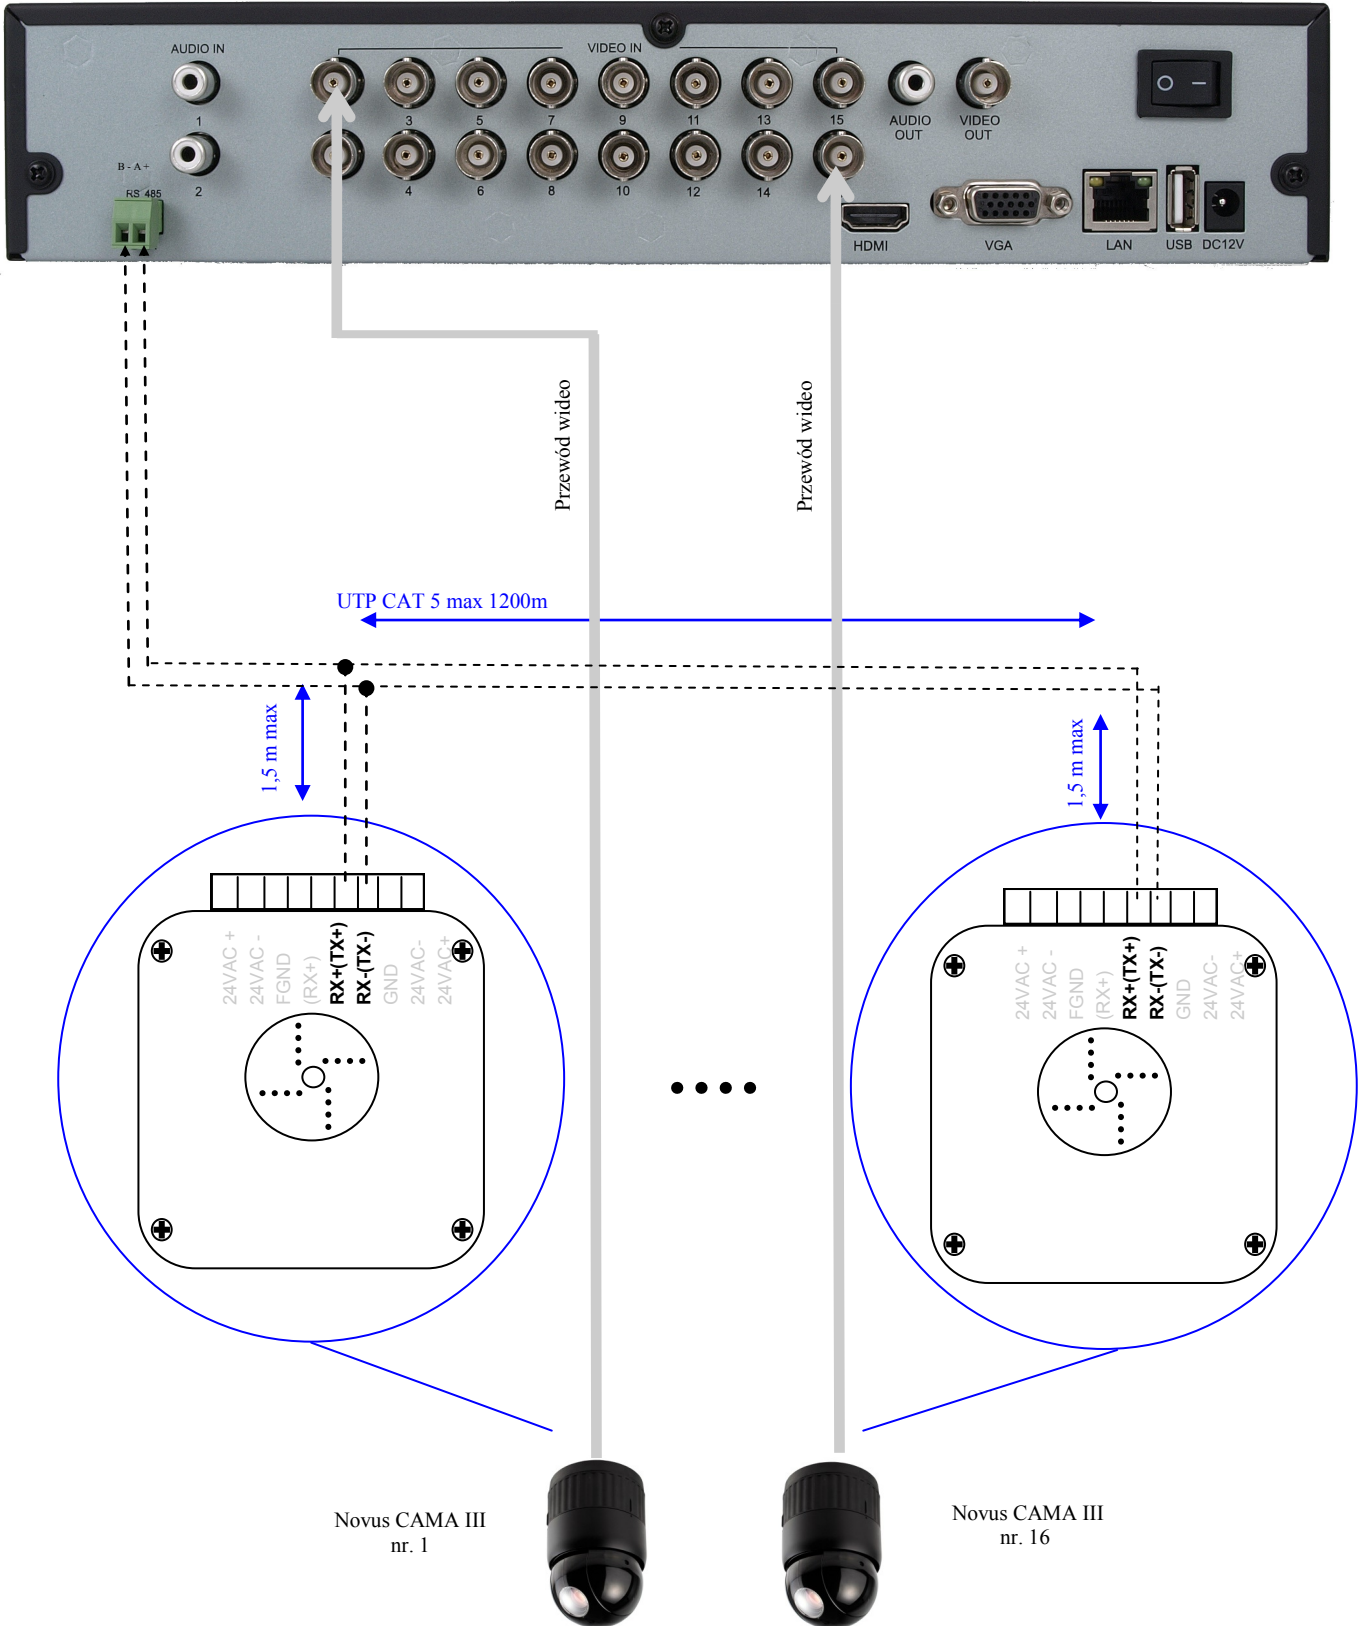 AUDIO IN
VIDEO IN
1
3
5
7
9
11
13
15
AUDIO
OUT
VIDEO
OUT
O
B - A +
2
4
6
8
10
12
14
RS 485
HDMI
VGA
LAN
USB
DC12V
Przewód wideo
Przewód wideo
UTP CAT 5 max 1200m
1,5 m max
1,5 m max
24VAC +
24VAC -
FGND
(RX+)
RX+(TX+)
RX-(TX-)
GND
24VAC-
24VAC+
24VAC +
24VAC -
FGND
(RX+)
RX+(TX+)
RX-(TX-)
GND
24VAC-
24VAC+
Novus CAMA III
nr. 1
Novus CAMA III
nr. 16